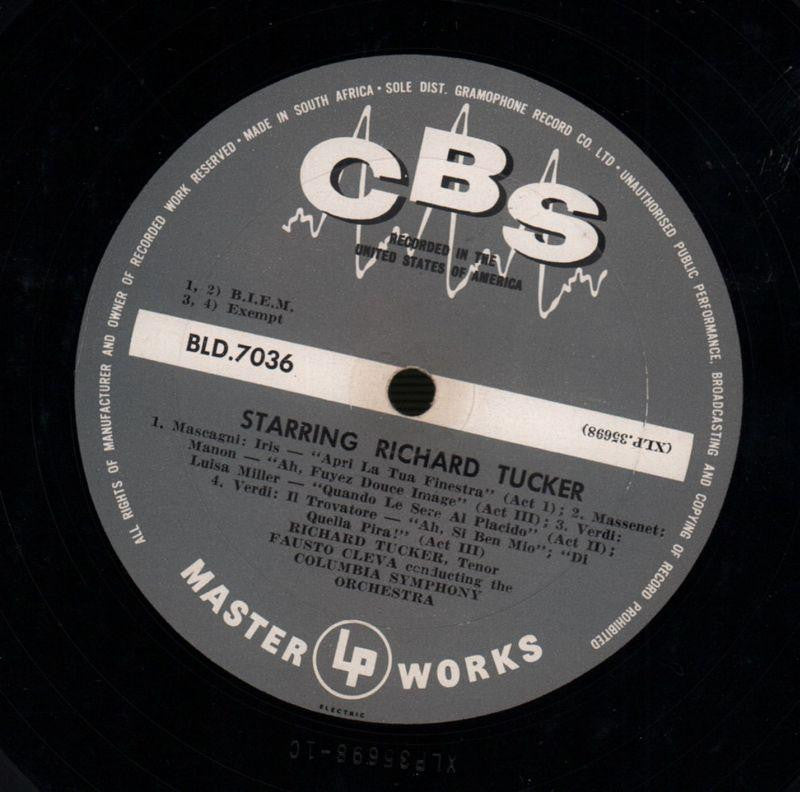 ALL RIGHTS OF MANUFACTURER AND OWNER OF RECORDED WORK RESERVED • MADE IN SOUTH AFRICA • SOLE DIST. GRAMOPHONE RECORD CO LTD • UNAUTHORISED PUBLIC PERFORMANCE, BROADCASTING AND COPYING OF RECORD PROHIBITED
CBS
RECORDED IN THE
UNITED STATES OF AMERICA
1, 2) B.I.E.M.
3, 4) Exempt
BLD.7036
(XLP.35698)
STARRING RICHARD TUCKER
1. Mascagni: Iris — "Apri La Tua Finestra" (Act I); 2. Massenet:
Manon — "Ah, Fuyez Douce Image" (Act III); 3. Verdi:
Luisa Miller — "Quando Le Sere Al Placido" (Act II);
4. Verdi: Il Trovatore — "Ah, Si Ben Mio"; "Di
Quella Pira!" (Act III)
RICHARD TUCKER, Tenor
FAUSTO CLEVA conducting the
COLUMBIA SYMPHONY
ORCHESTRA
MASTER LP WORKS
ELECTRIC
XLP35698-1C